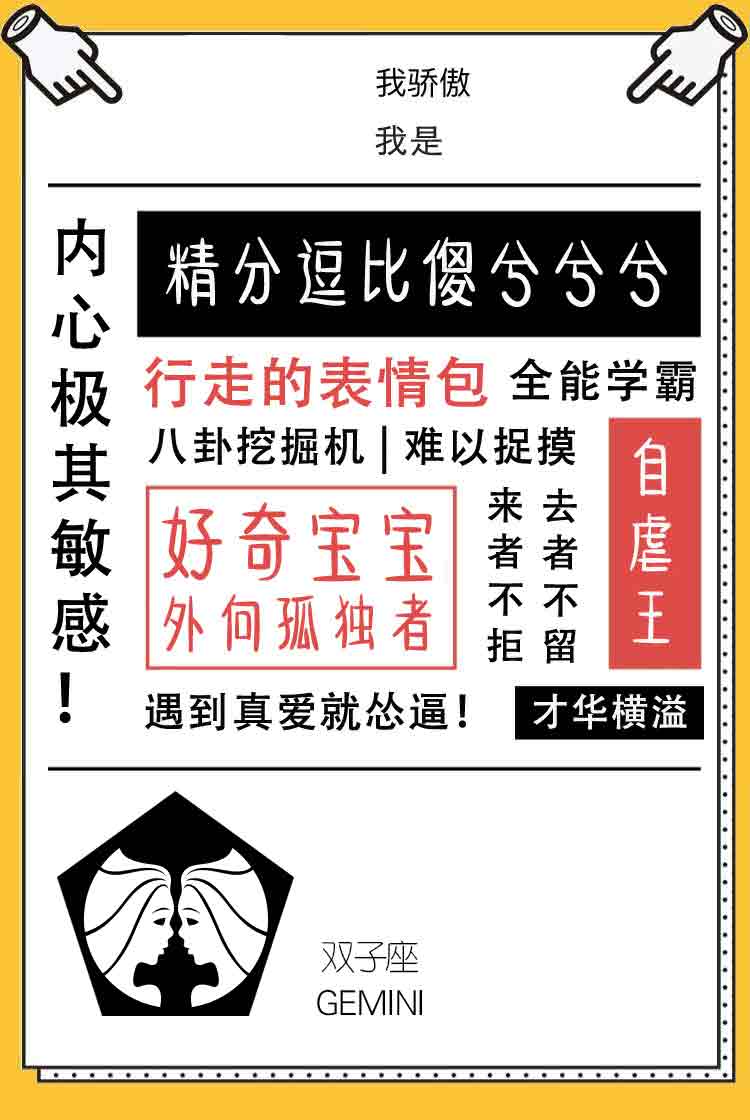 我骄傲
我是
内心极其敏感！
精分逗比傻兮兮兮
行走的表情包
全能学霸
八卦挖掘机|难以捉摸
好奇宝宝
外向孤独者
来者不拒
去者不留
自虐王
遇到真爱就怂逼！
才华横溢
双子座
GEMINI